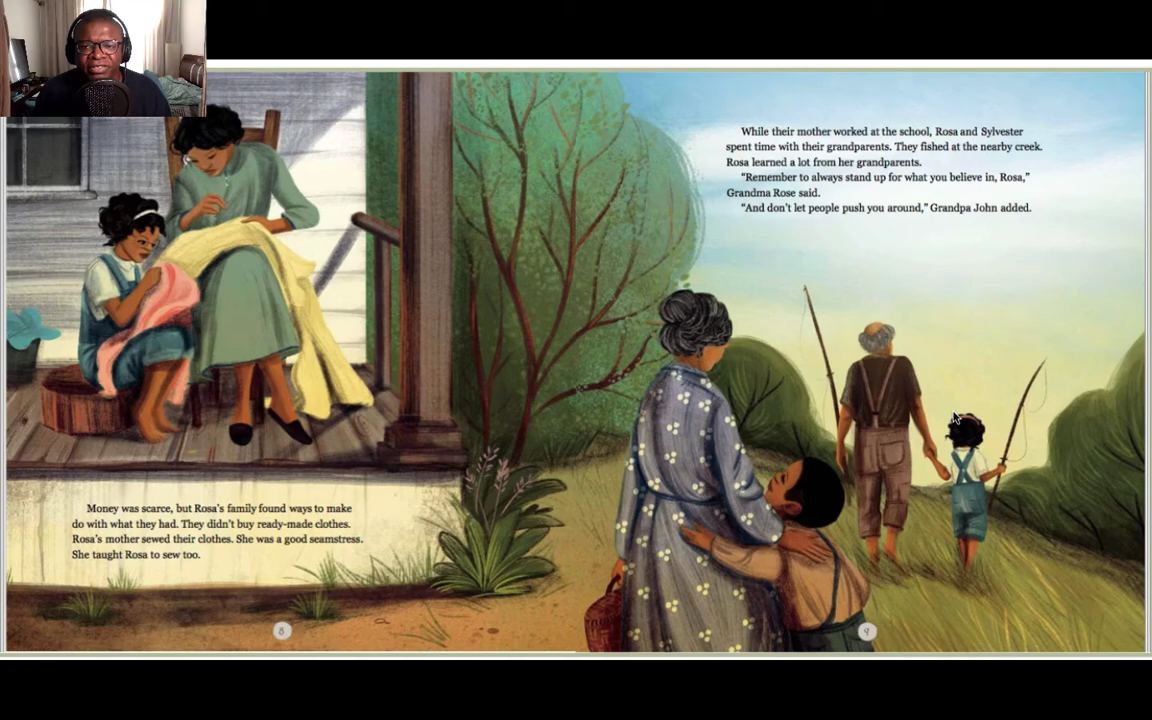 Money was scarce, but Rosa's family found ways to make
do with what they had. They didn't buy ready-made clothes.
Rosa's mother sewed their clothes. She was a good seamstress.
She taught Rosa to sew too.
8
While their mother worked at the school, Rosa and Sylvester
spent time with their grandparents. They fished at the nearby creek.
Rosa learned a lot from her grandparents.
“Remember to always stand up for what you believe in, Rosa,”
Grandma Rose said.
“And don't let people push you around,” Grandpa John added.
9